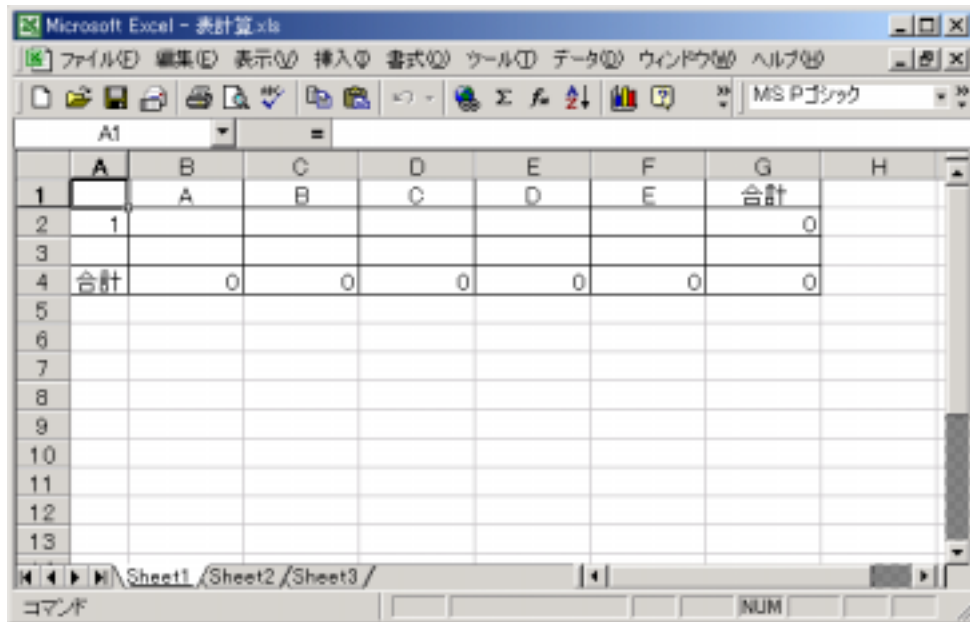 Microsoft Excel - 表計算.xls
ファイル(F) 編集(E) 表示(V) 挿入(I) 書式(O) ツール(T) データ(D) ウィンドウ(W) ヘルプ(H)
MS Pゴシック
A1 =
A B C D E F G H
1 A B C D E 合計
2 1 0
3
4 合計 0 0 0 0 0 0
5
6
7
8
9
10
11
12
13
Sheet1 Sheet2 Sheet3
コマンド NUM